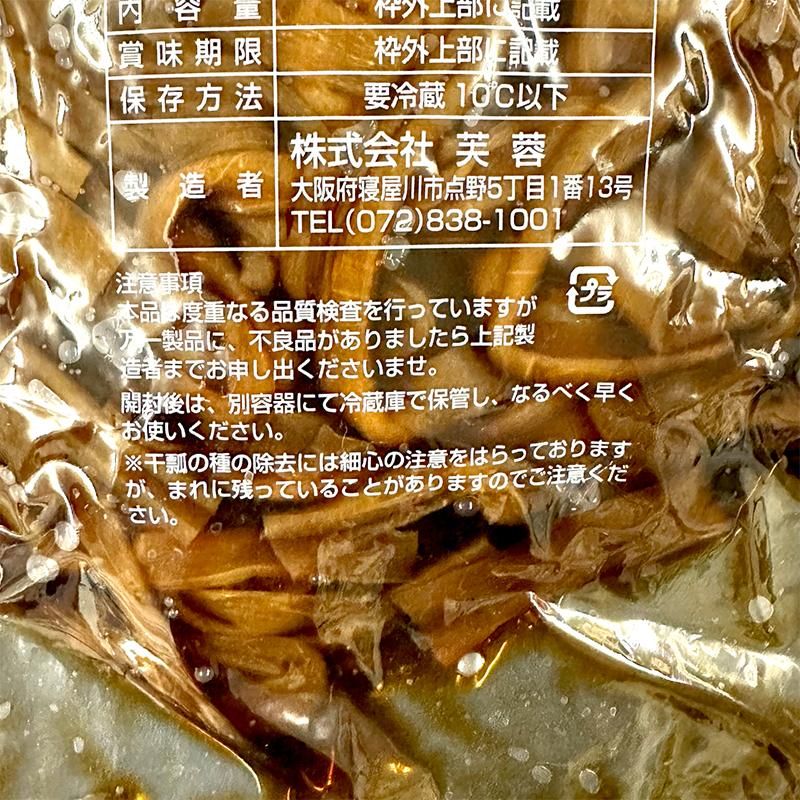 内容量 枠外上部に記載
賞味期限 枠外上部に記載
保存方法 要冷蔵 10℃以下
製造者 株式会社 芙蓉
大阪府寝屋川市点野5丁目1番13号
TEL(072)838-1001
注意事項
プラ
本品は度重なる品質検査を行っていますが
万一製品に、不良品がありましたら上記製
造者までお申し出くださいませ。
開封後は、別容器にて冷蔵庫で保管し、なるべく早く
お使いください。
※干瓢の種の除去には細心の注意をはらっております
が、まれに残っていることがありますのでご注意くだ
さい。